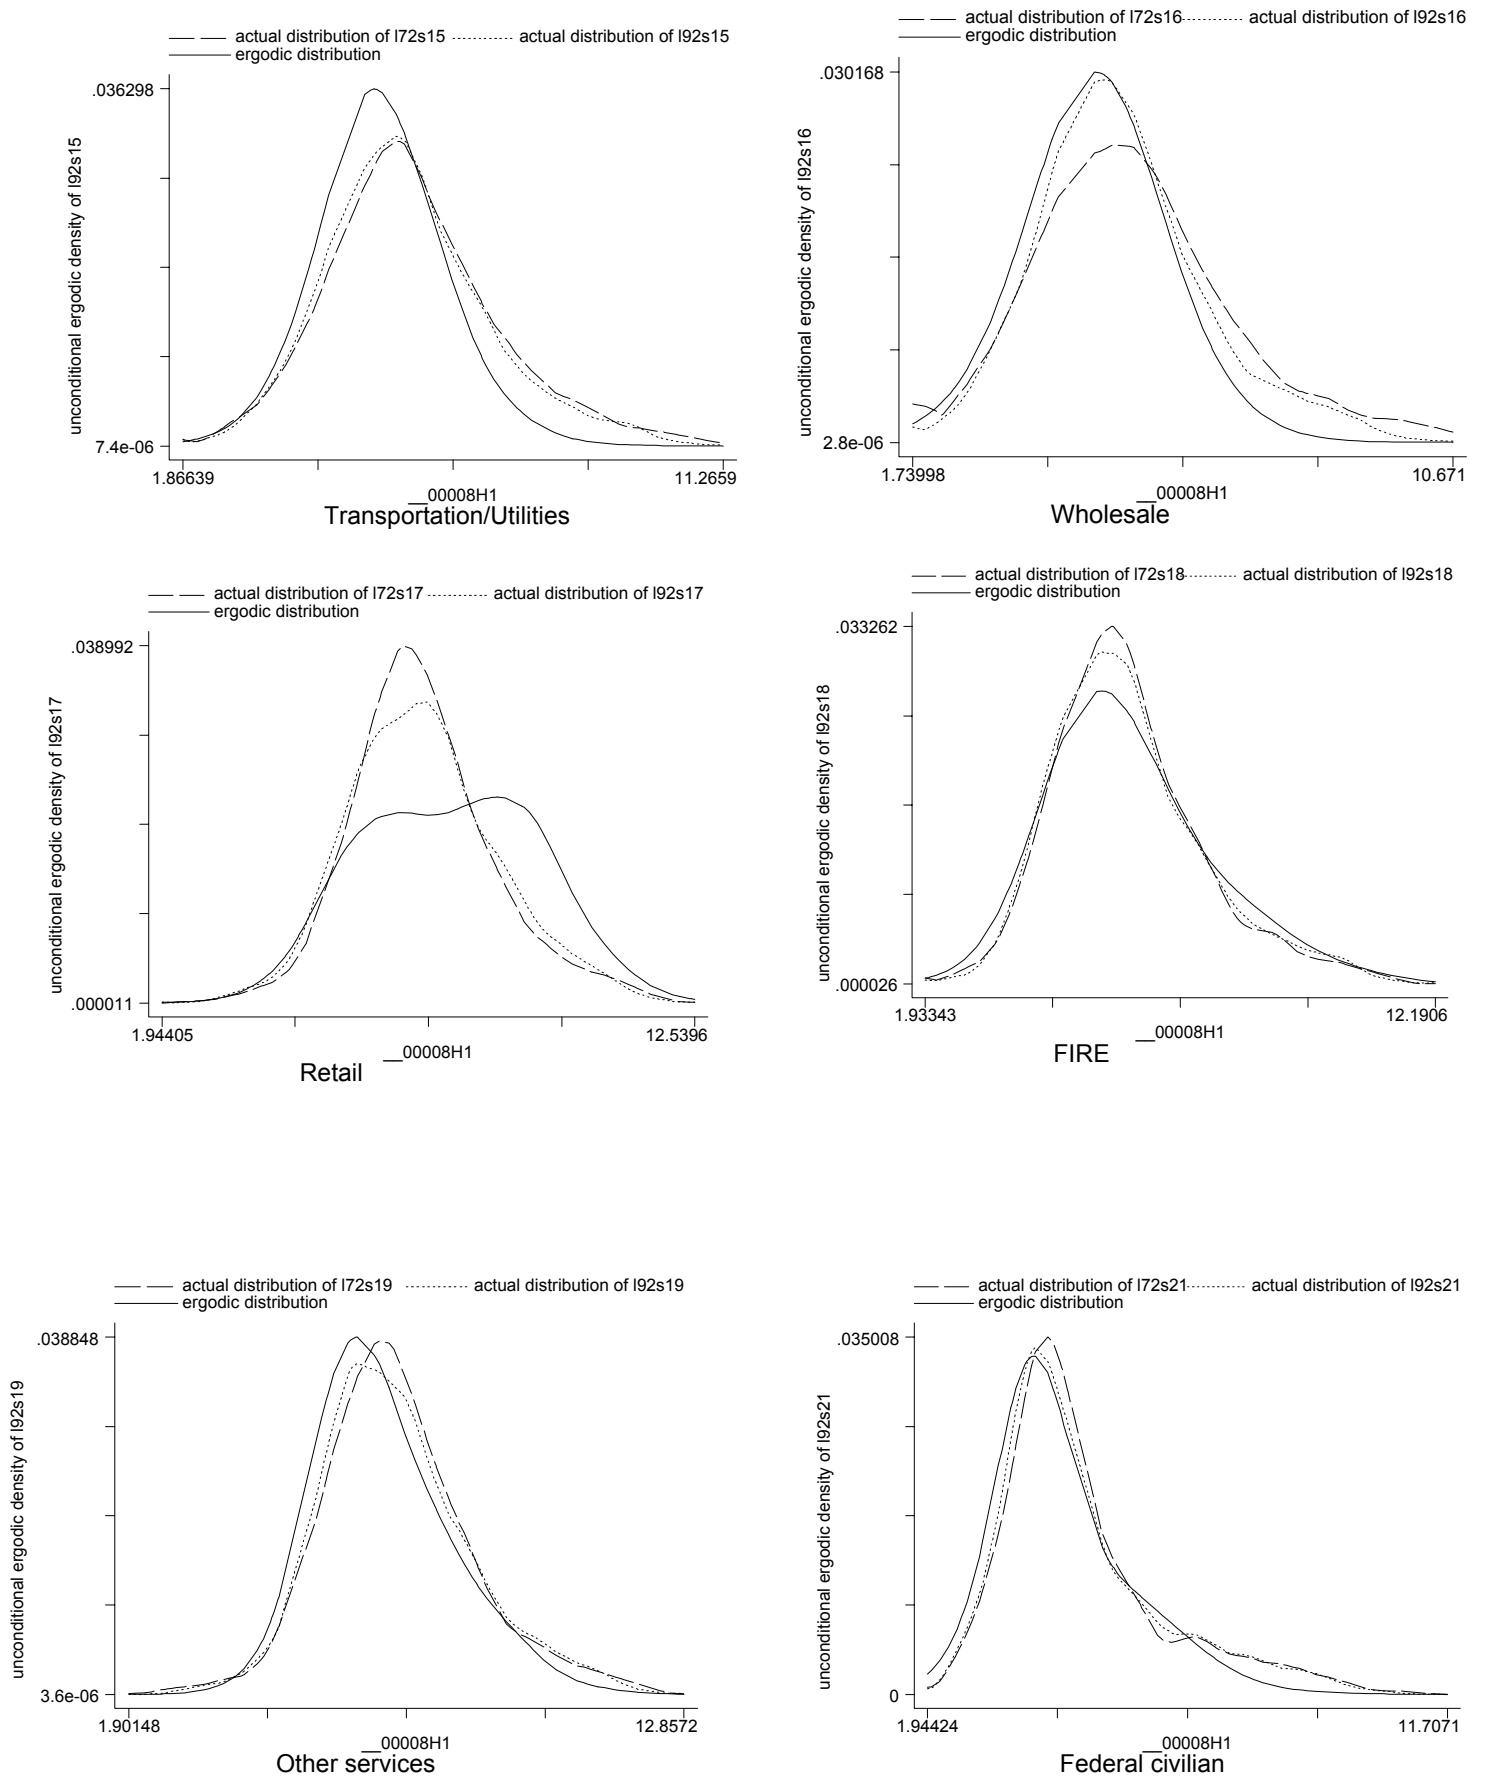 actual distribution of l72s15 actual distribution of l92s15
ergodic distribution
.036298
unconditional ergodic density of l92s15
7.4e-06
1.86639 11.2659
__00008H1
Transportation/Utilities
actual distribution of l72s16 actual distribution of l92s16
ergodic distribution
.030168
unconditional ergodic density of l92s16
2.8e-06
1.73998 10.671
__00008H1
Wholesale
actual distribution of l72s17 actual distribution of l92s17
ergodic distribution
.038992
unconditional ergodic density of l92s17
.000011
1.94405 12.5396
__00008H1
Retail
actual distribution of l72s18 actual distribution of l92s18
ergodic distribution
.033262
unconditional ergodic density of l92s18
.000026
1.93343 12.1906
__00008H1
FIRE
actual distribution of l72s19 actual distribution of l92s19
ergodic distribution
.038848
unconditional ergodic density of l92s19
3.6e-06
1.90148 12.8572
__00008H1
Other services
actual distribution of l72s21 actual distribution of l92s21
ergodic distribution
.035008
unconditional ergodic density of l92s21
0
1.94424 11.7071
__00008H1
Federal civilian